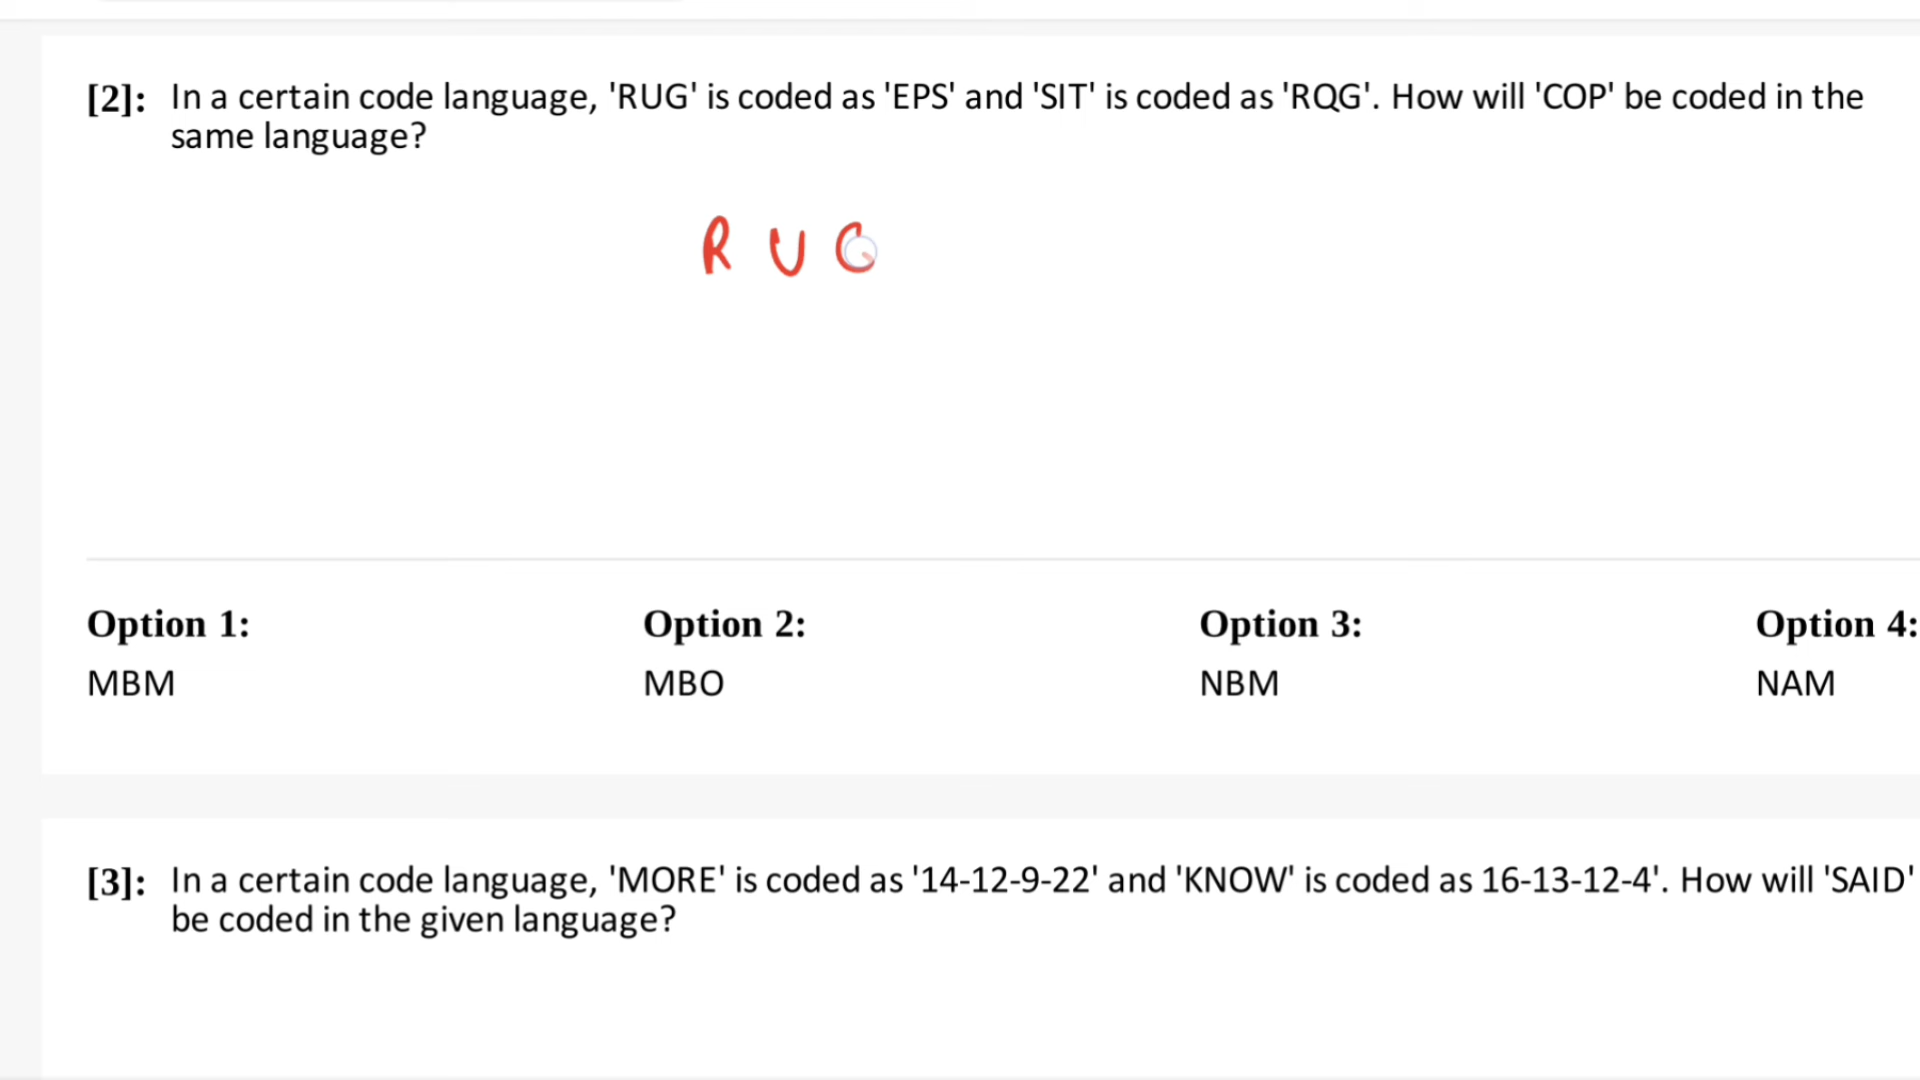 [2]: In a certain code language, 'RUG' is coded as 'EPS' and 'SIT' is coded as 'RQG'. How will 'COP' be coded in the
same language?
R U G
Option 1: Option 2: Option 3: Option 4:
MBM MBO NBM NAM
[3]: In a certain code language, 'MORE' is coded as '14-12-9-22' and 'KNOW' is coded as 16-13-12-4'. How will 'SAID'
be coded in the given language?